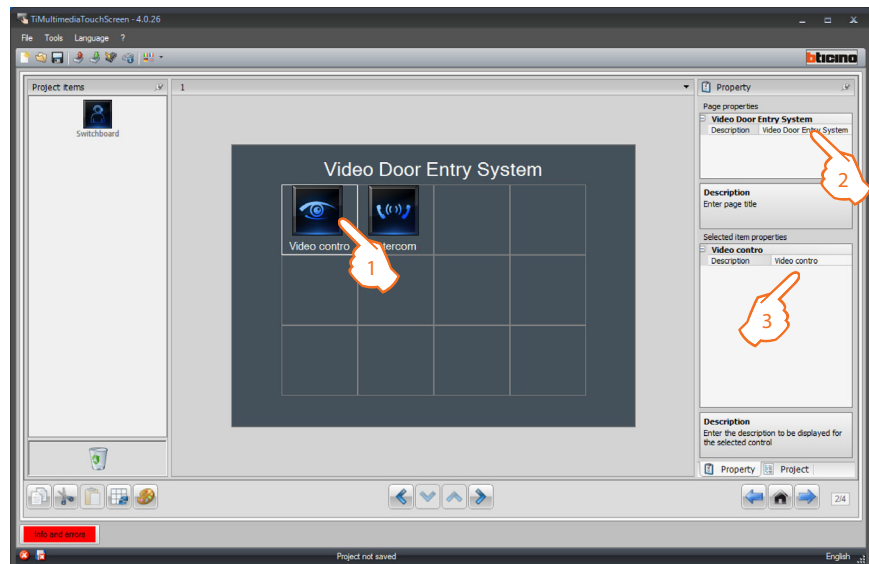 TiMultimediaTouchScreen - 4.0.26
File Tools Language ?
bticino
Project items
1
Property
Switchboard
Page properties
Video Door Entry System
Description Video Door Entry System
2
Description
Enter page title
Video Door Entry System
Video contro
tercom
1
Selected item properties
Video contro
Description Video contro
3
Description
Enter the description to be displayed for
the selected control
Property Project
2/4
Info and errors
Project not saved
English